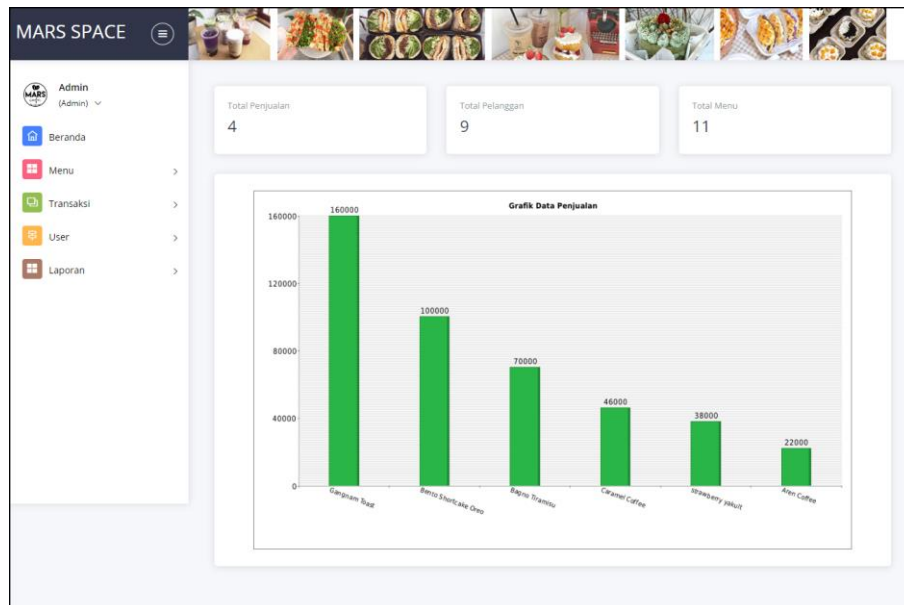 MARS SPACE
MARS
Admin
(Admin)
Beranda
Menu
Transaksi
User
Laporan
Total Penjualan
4
Total Pelanggan
9
Total Menu
11
Grafik Data Penjualan
160000
120000
80000
40000
0
160000
100000
70000
46000
38000
22000
Gangnam Toast
Bento Shortcake Oreo
Bagno Tiramisu
Caramel Coffee
strawberry yakult
Aren Coffee